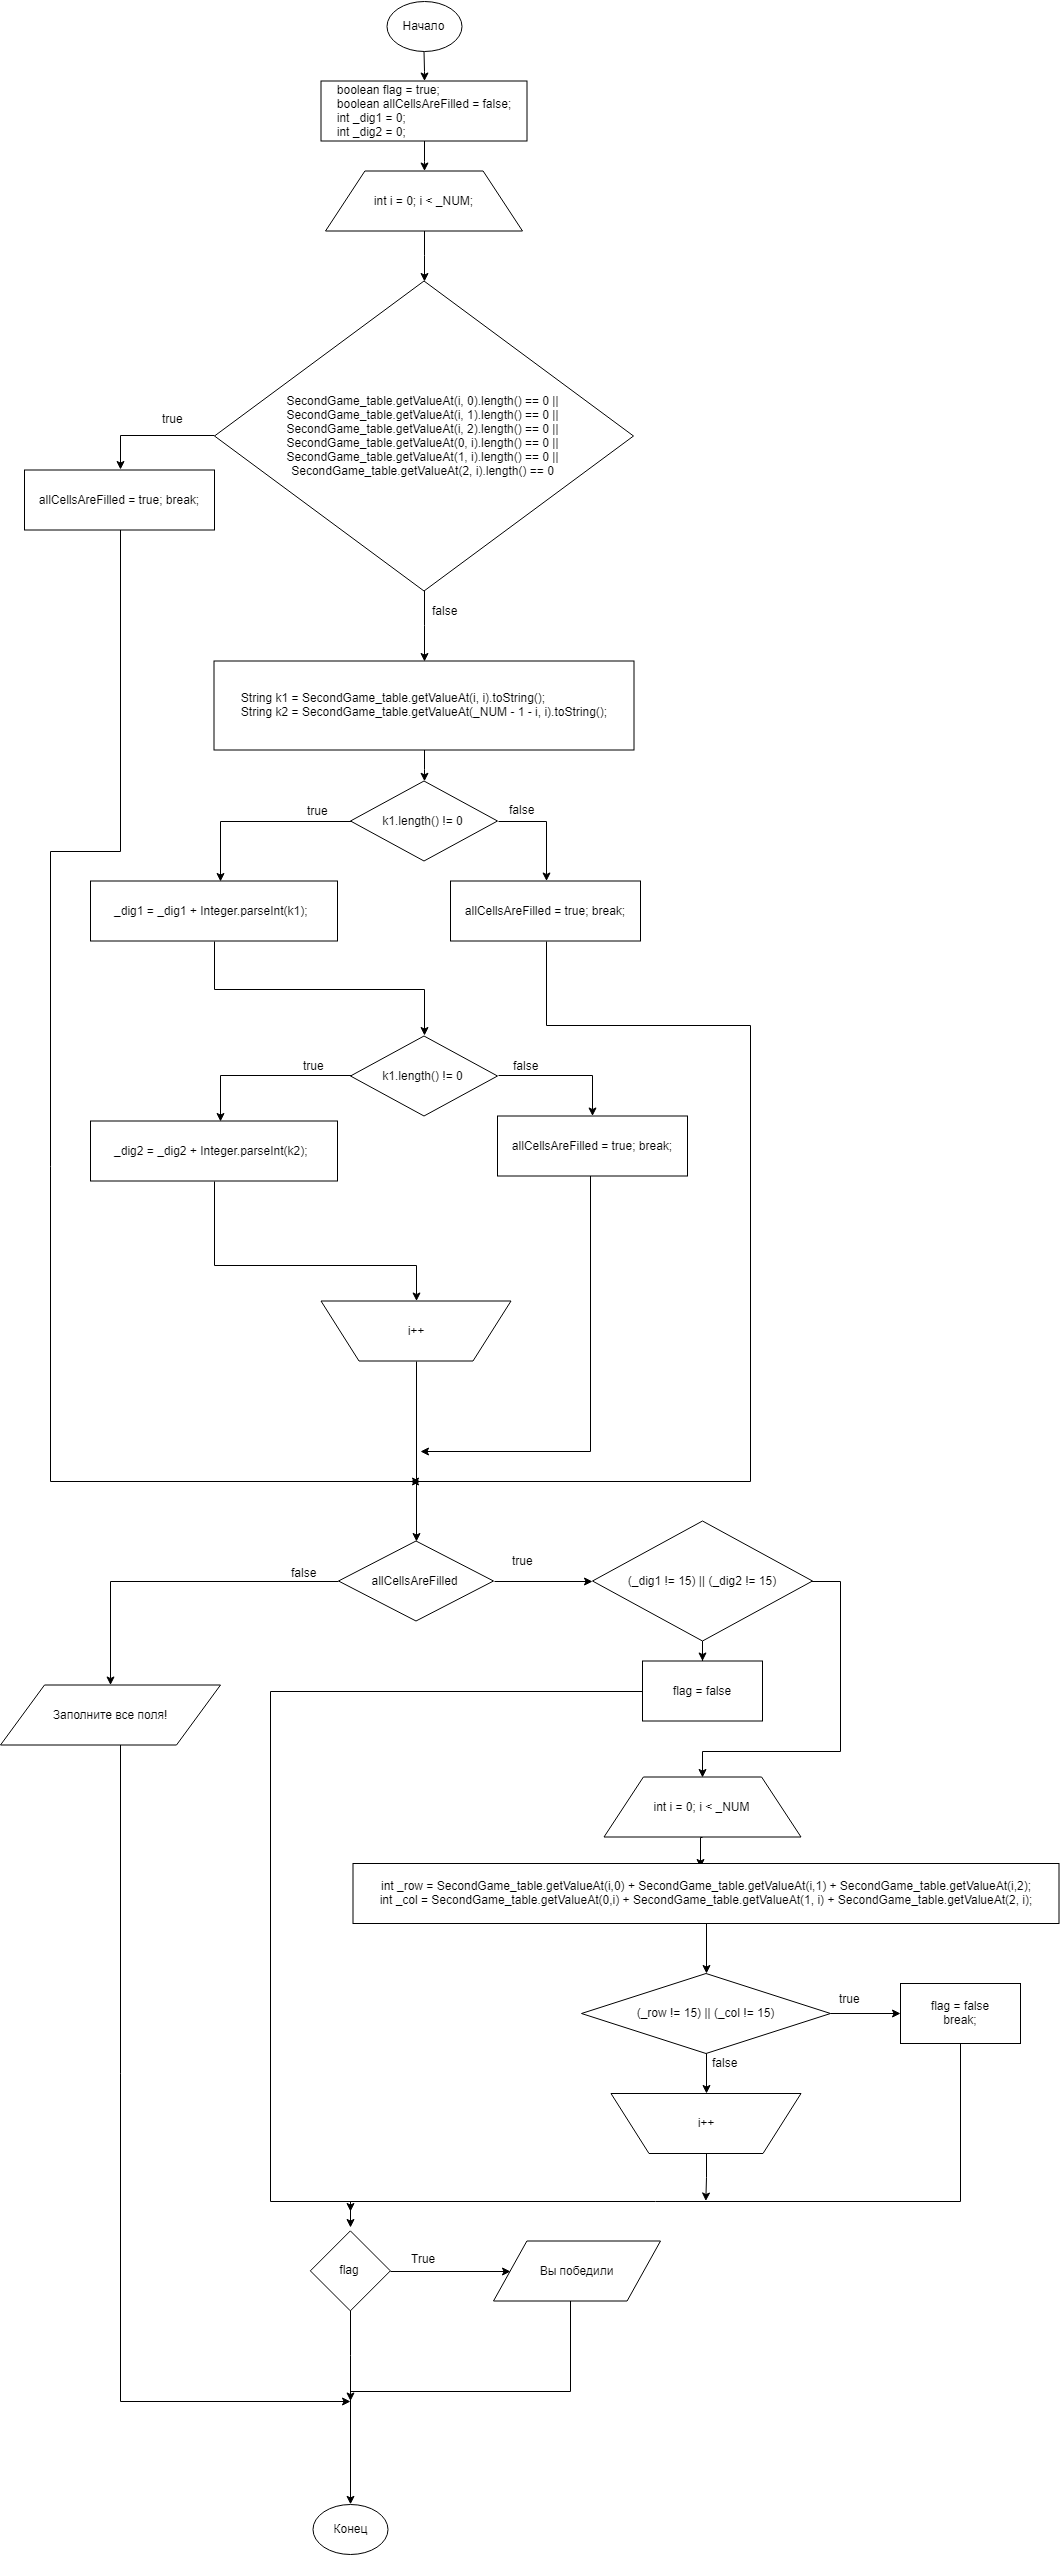 Начало
boolean flag = true;
boolean allCellsAreFilled = false;
int _dig1 = 0;
int _dig2 = 0;
int i = 0; i < _NUM;
SecondGame_table.getValueAt(i, 0).length() == 0 ||
SecondGame_table.getValueAt(i, 1).length() == 0 ||
SecondGame_table.getValueAt(i, 2).length() == 0 ||
SecondGame_table.getValueAt(0, i).length() == 0 ||
SecondGame_table.getValueAt(1, i).length() == 0 ||
SecondGame_table.getValueAt(2, i).length() == 0
true
allCellsAreFilled = true; break;
false
String k1 = SecondGame_table.getValueAt(i, i).toString();
String k2 = SecondGame_table.getValueAt(_NUM - 1 - i, i).toString();
true
k1.length() != 0
false
_dig1 = _dig1 + Integer.parseInt(k1);
allCellsAreFilled = true; break;
true
k1.length() != 0
false
_dig2 = _dig2 + Integer.parseInt(k2);
allCellsAreFilled = true; break;
i++
false
allCellsAreFilled
true
(_dig1 != 15) || (_dig2 != 15)
flag = false
Заполните все поля!
int i = 0; i < _NUM
int _row = SecondGame_table.getValueAt(i,0) + SecondGame_table.getValueAt(i,1) + SecondGame_table.getValueAt(i,2);
int _col = SecondGame_table.getValueAt(0,i) + SecondGame_table.getValueAt(1, i) + SecondGame_table.getValueAt(2, i);
(_row != 15) || (_col != 15)
true
flag = false
break;
false
i++
flag
True
Вы победили
Конец